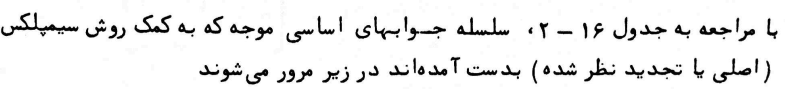 با مراجعه به جدول ۱۶ – ۲، سلسله جـوابهای اساسی موجه که به کمک روش سیمپلکس
(اصلی یا تجدید نظر شده) بدست آمده‌اند در زیر مرور می‌شوند